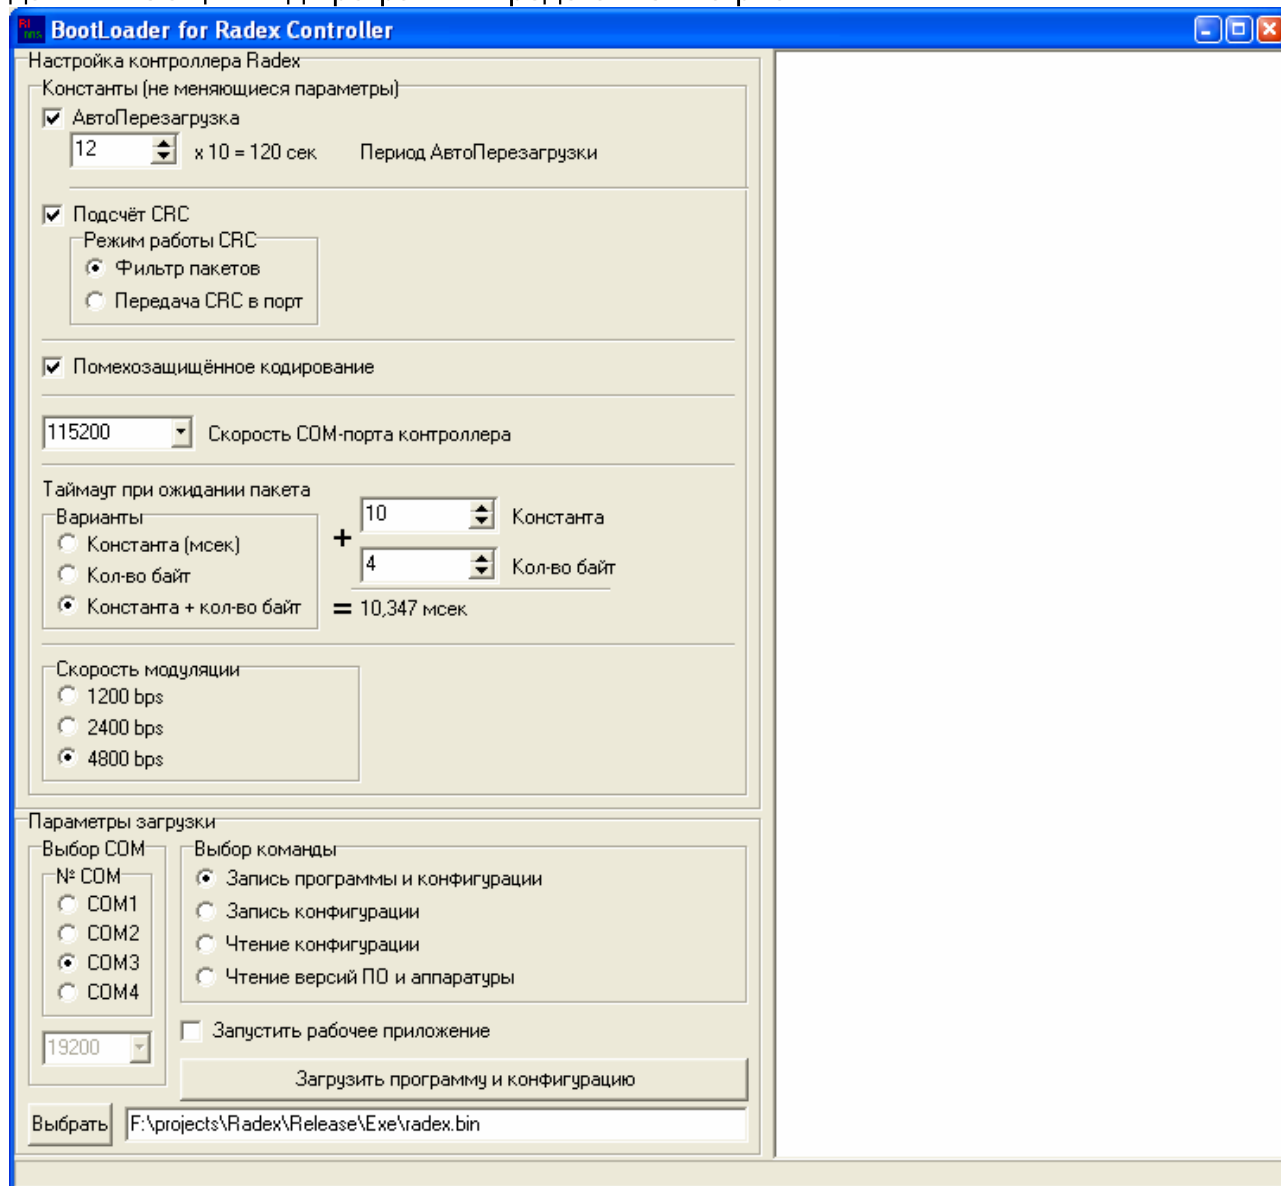 BootLoader for Radex Controller
Настройка контроллера Radex
Константы (не меняющиеся параметры)
АвтоПерезагрузка
12 x 10 = 120 сек Период АвтоПерезагрузки
Подсчёт CRC
Режим работы CRC
Фильтр пакетов
Передача CRC в порт
Помехозащищённое кодирование
115200 Скорость COM-порта контроллера
Таймаут при ожидании пакета
Варианты
Константа (мсек)
Кол-во байт
Константа + кол-во байт
+ 10 Константа
4 Кол-во байт
= 10,347 мсек
Скорость модуляции
1200 bps
2400 bps
4800 bps
Параметры загрузки
Выбор COM
№ COM
COM1
COM2
COM3
COM4
19200
Выбор команды
Запись программы и конфигурации
Запись конфигурации
Чтение конфигурации
Чтение версий ПО и аппаратуры
Запустить рабочее приложение
Загрузить программу и конфигурацию
Выбрать F:\projects\Radex\Release\Exe\radex.bin